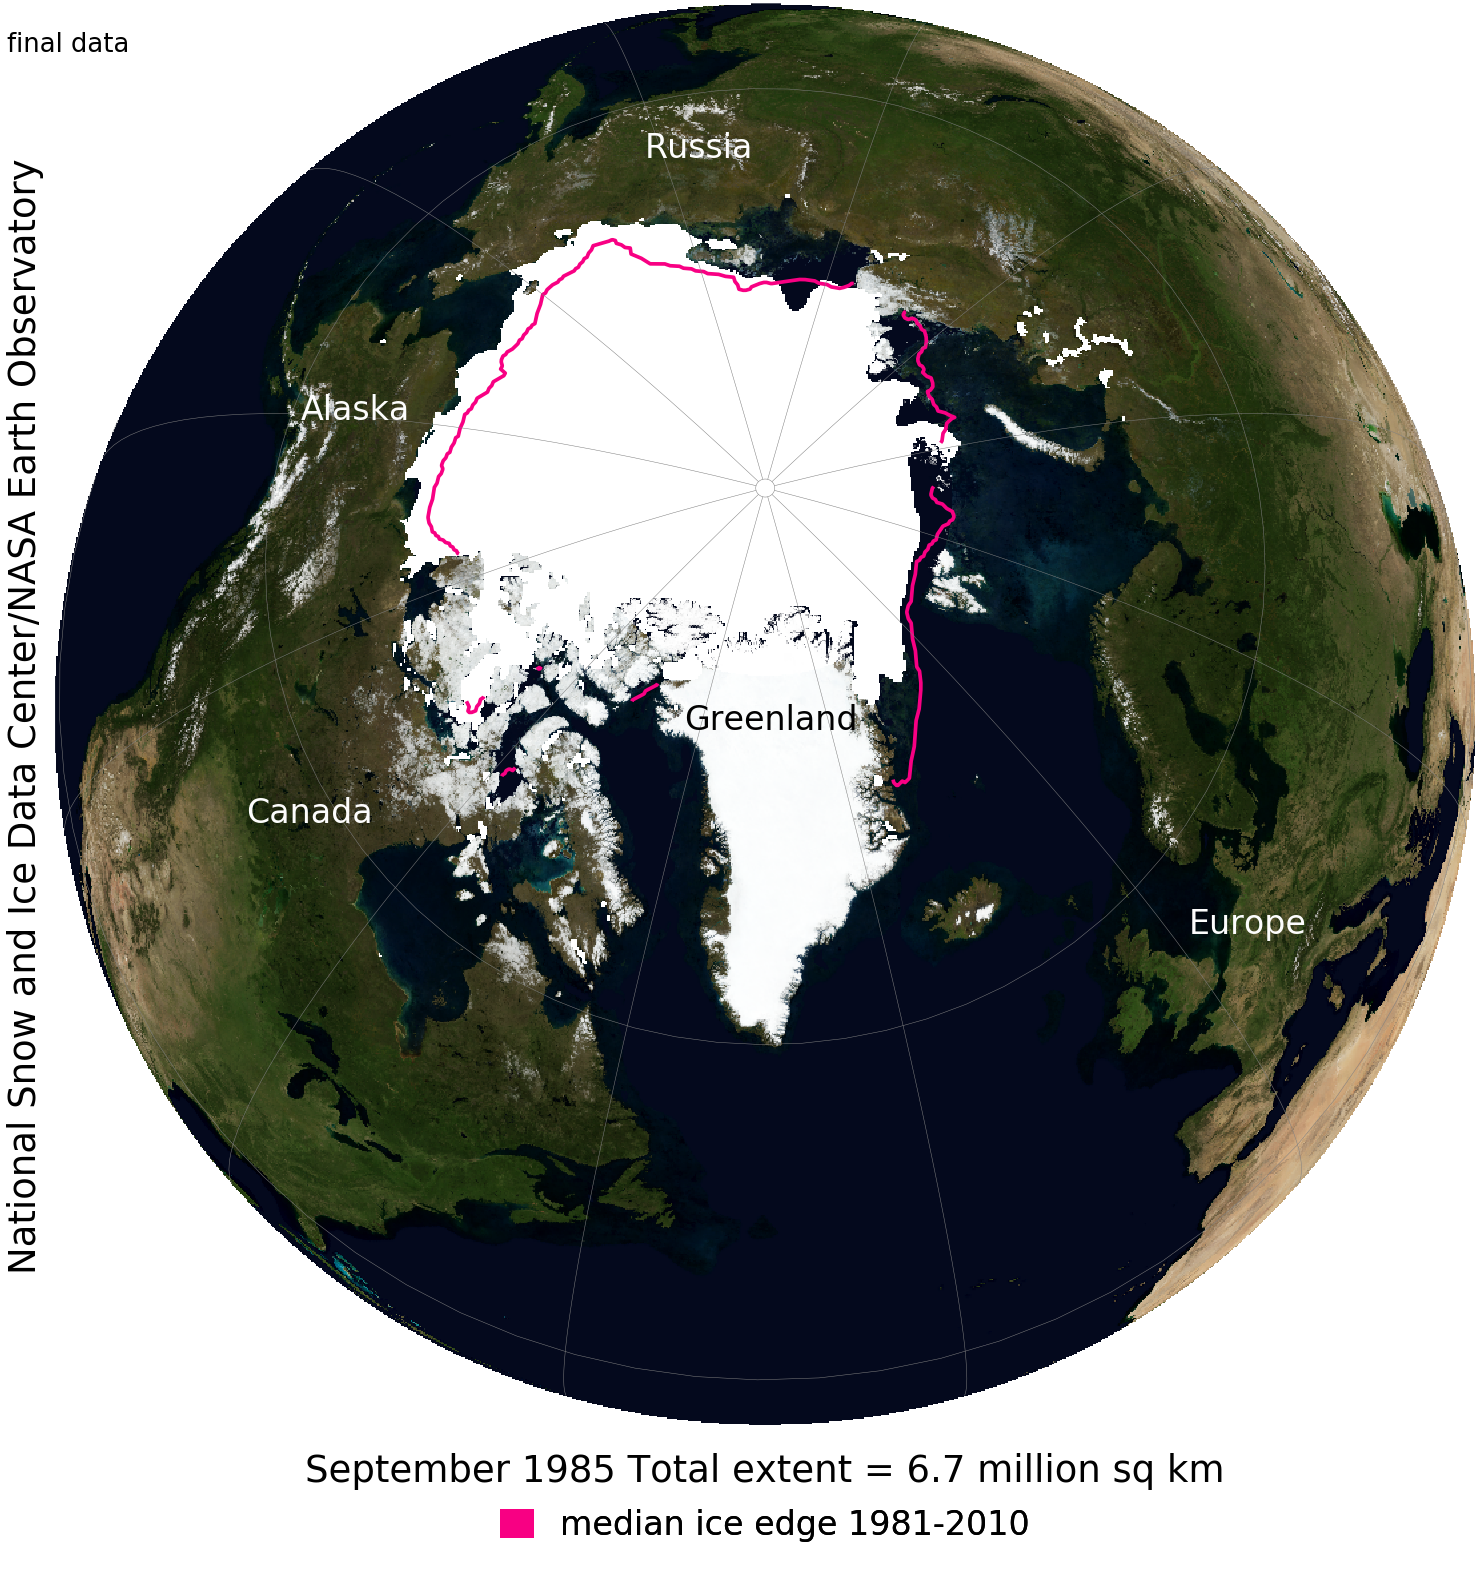 final data
National Snow and Ice Data Center/NASA Earth Observatory
Russia
Alaska
Greenland
Canada
Europe
September 1985 Total extent = 6.7 million sq km
median ice edge 1981-2010